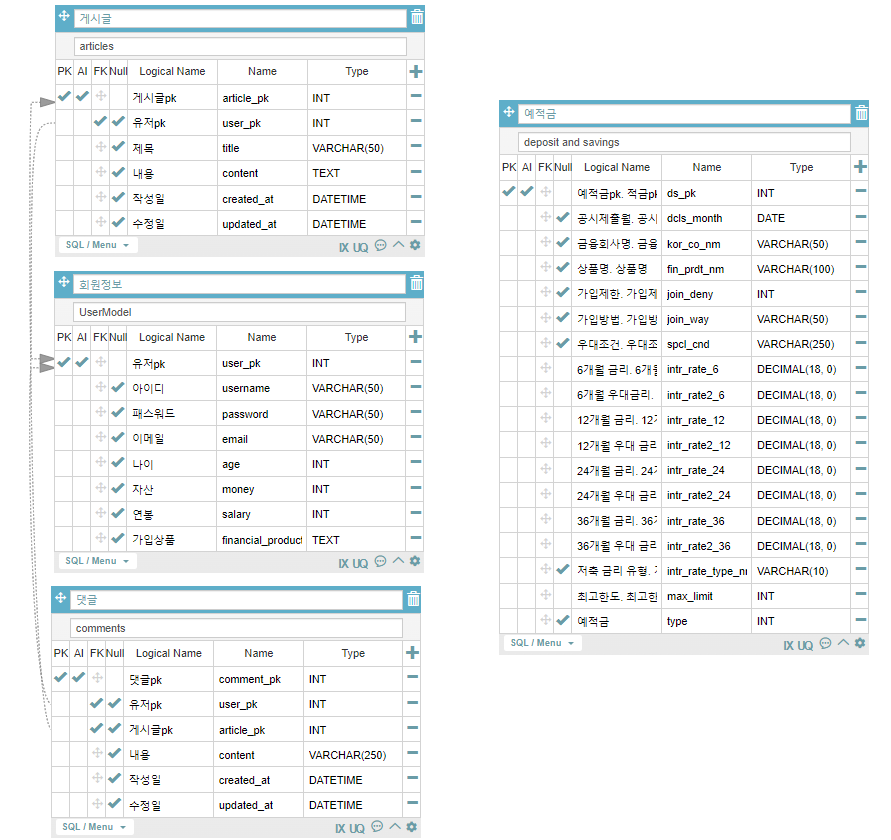 게시글
articles
PK AI FK Null Logical Name Name Type
게시글pk article_pk INT
유저pk user_pk INT
제목 title VARCHAR(50)
내용 content TEXT
작성일 created_at DATETIME
수정일 updated_at DATETIME
SQL / Menu IX UQ
회원정보
UserModel
PK AI FK Null Logical Name Name Type
유저pk user_pk INT
아이디 username VARCHAR(50)
패스워드 password VARCHAR(50)
이메일 email VARCHAR(50)
나이 age INT
자산 money INT
연봉 salary INT
가입상품 financial_product TEXT
SQL / Menu IX UQ
댓글
comments
PK AI FK Null Logical Name Name Type
댓글pk comment_pk INT
유저pk user_pk INT
게시글pk article_pk INT
내용 content VARCHAR(250)
작성일 created_at DATETIME
수정일 updated_at DATETIME
SQL / Menu IX UQ
예적금
deposit and savings
PK AI FK Null Logical Name Name Type
예적금pk. 적금pk ds_pk INT
공시제출월. 공시 dcls_month DATE
금융회사명. 금융 kor_co_nm VARCHAR(50)
상품명. 상품명 fin_prdt_nm VARCHAR(100)
가입제한. 가입제 join_deny INT
가입방법. 가입방 join_way VARCHAR(50)
우대조건. 우대조 spcl_cnd VARCHAR(250)
6개월 금리. 6개월 intr_rate_6 DECIMAL(18, 0)
6개월 우대금리. intr_rate2_6 DECIMAL(18, 0)
12개월 금리. 12개 intr_rate_12 DECIMAL(18, 0)
12개월 우대 금리 intr_rate2_12 DECIMAL(18, 0)
24개월 금리. 24개 intr_rate_24 DECIMAL(18, 0)
24개월 우대 금리 intr_rate2_24 DECIMAL(18, 0)
36개월 금리. 36개 intr_rate_36 DECIMAL(18, 0)
36개월 우대 금리 intr_rate2_36 DECIMAL(18, 0)
저축 금리 유형. intr_rate_type_nm VARCHAR(10)
최고한도. 최고한 max_limit INT
예적금 type INT
SQL / Menu IX UQ